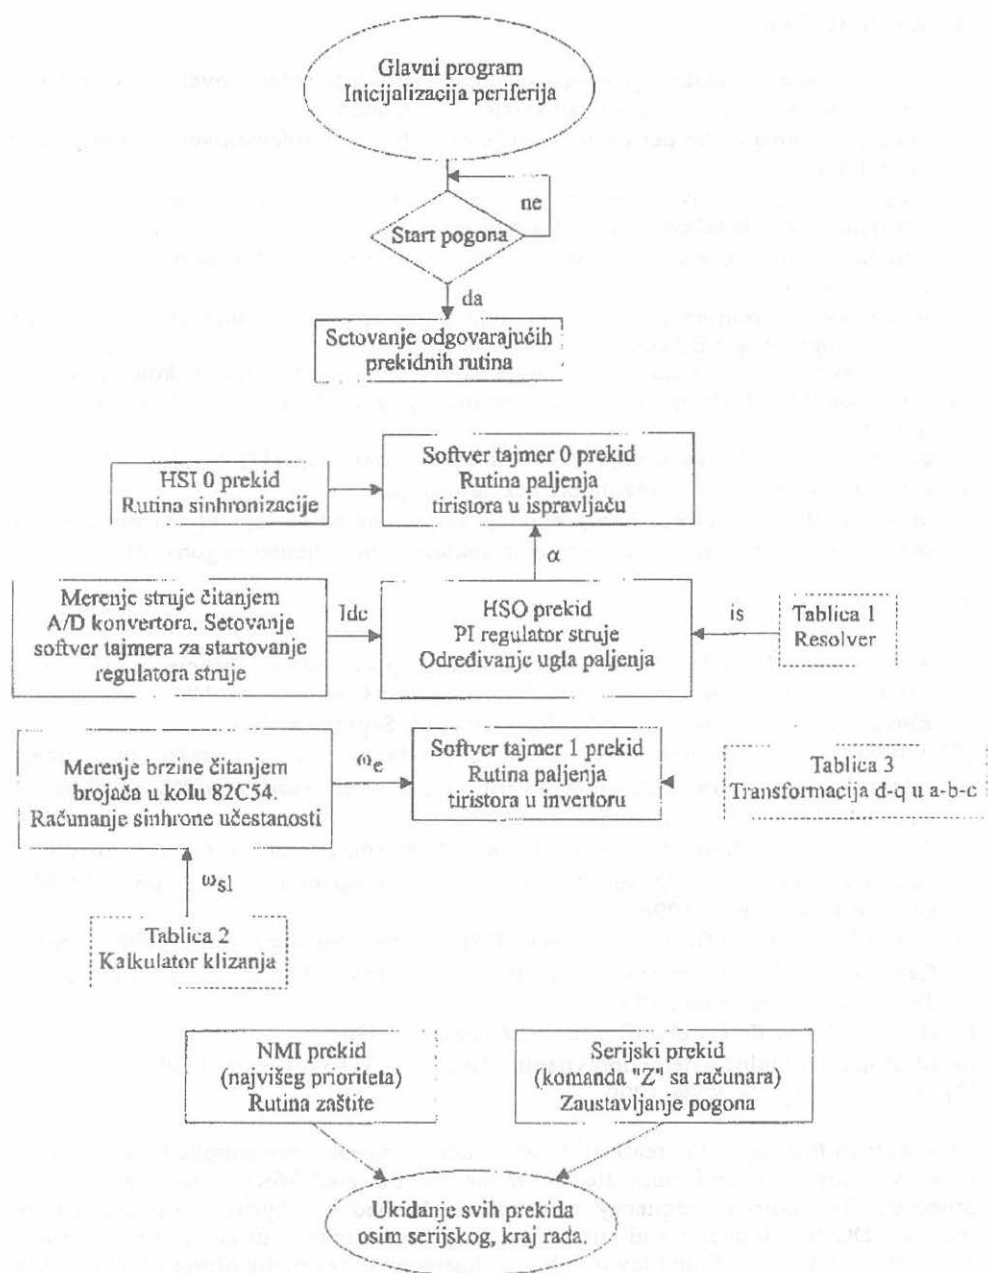 Glavni program
Inicijalizacija periferija
ne
Start pogona
da
Setovanje odgovarajućih
prekidnih rutina
HSI 0 prekid
Rutina sinhronizacije
Softver tajmer 0 prekid
Rutina paljenja
tiristora u ispravljaču
α
Merenje struje čitanjem
A/D konvertora. Setovanje
softver tajmera za startovanje
regulatora struje
Idc
HSO prekid
PI regulator struje
Određivanje ugla paljenja
is
Tablica 1
Resolver
Merenje brzine čitanjem
brojača u kolu 82C54.
Računanje sinhrone učestanosti
ωe
Softver tajmer 1 prekid
Rutina paljenja
tiristora u invertoru
Tablica 3
Transformacija d-q u a-b-c
ωsl
Tablica 2
Kalkulator klizanja
NMI prekid
(najvišeg prioriteta)
Rutina zaštite
Serijski prekid
(komanda "Z" sa računara)
Zaustavljanje pogona
Ukidanje svih prekida
osim serijskog, kraj rada.